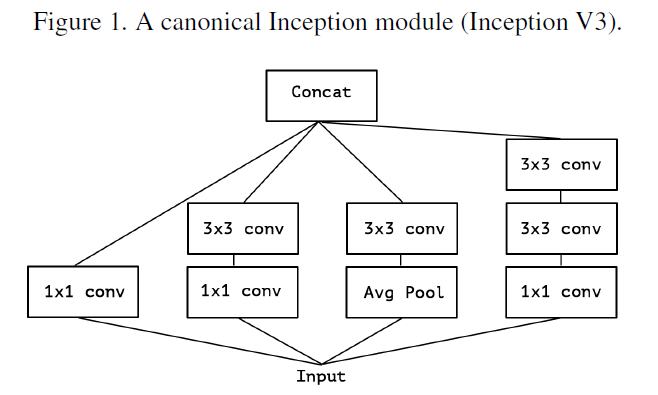 Figure 1. A canonical Inception module (Inception V3).
Concat
3x3 conv
3x3 conv
3x3 conv
3x3 conv
1x1 conv
1x1 conv
Avg Pool
1x1 conv
Input